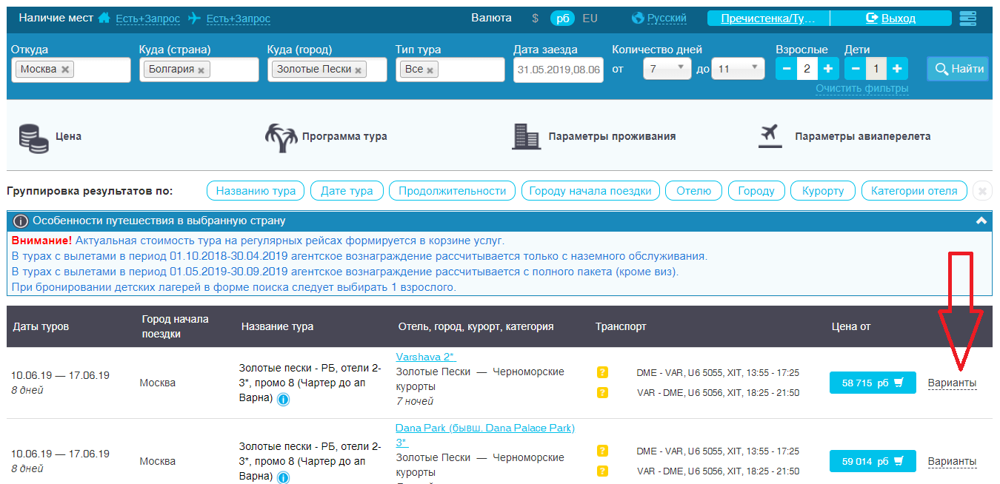 Наличие мест Есть+Запрос Есть+Запрос Валюта $ рб EU Русский Пречистенка/Ту... Выход
Откуда Куда (страна) Куда (город) Тип тура Дата заезда Количество дней Взрослые Дети
Москва × Болгария × Золотые Пески × Все × 31.05.2019,08.06 от 7 до 11 − 2 + − 1 + Найти
Очистить фильтры
Цена Программа тура Параметры проживания Параметры авиаперелета
Группировка результатов по: Названию тура Дате тура Продолжительности Городу начала поездки Отелю Городу Курорту Категории отеля ×
i Особенности путешествия в выбранную страну
Внимание! Актуальная стоимость тура на регулярных рейсах формируется в корзине услуг.
В турах с вылетами в период 01.10.2018-30.04.2019 агентское вознаграждение рассчитывается только с наземного обслуживания.
В турах с вылетами в период 01.05.2019-30.09.2019 агентское вознаграждение рассчитывается с полного пакета (кроме виз).
При бронировании детских лагерей в форме поиска следует выбирать 1 взрослого.
Даты туров Город начала поездки Название тура Отель, город, курорт, категория Транспорт Цена от
Varshava 2*
Золотые пески - РБ, отели 2-
10.06.19 — 17.06.19 Золотые Пески — Черноморские ? DME - VAR, U6 5055, XIT, 13:55 - 17:25
Москва 3*, промо 8 (Чартер до ап 58 715 рб Варианты
8 дней курорты ? VAR - DME, U6 5056, XIT, 18:25 - 21:50
Варна) i 7 ночей
Dana Park (бывш. Dana Palace Park)
Золотые пески - РБ, отели 2- 3*
10.06.19 — 17.06.19 Золотые Пески — Черноморские ? DME - VAR, U6 5055, XIT, 13:55 - 17:25
Москва 3*, промо 8 (Чартер до ап 59 014 рб Варианты
8 дней курорты ? VAR - DME, U6 5056, XIT, 18:25 - 21:50
Варна) i